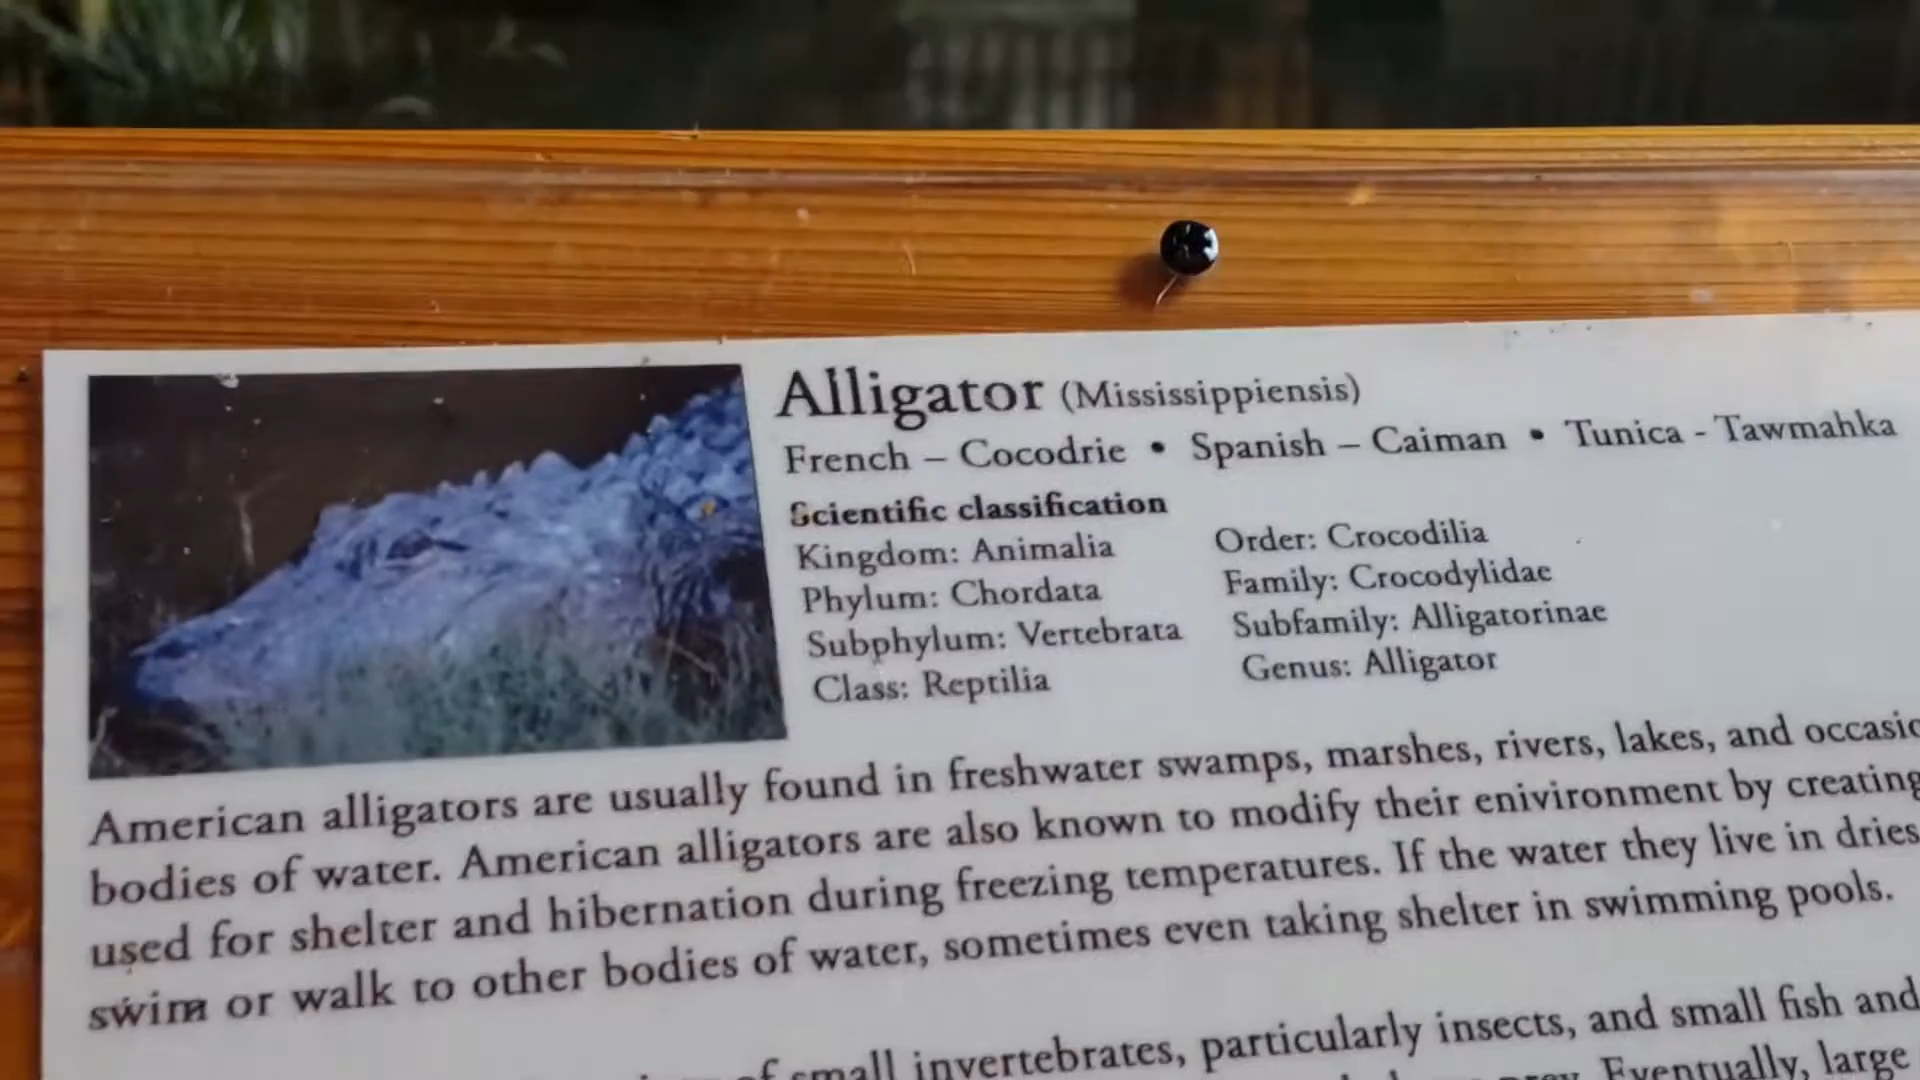 Alligator (Mississippiensis)
French – Cocodrie • Spanish – Caiman • Tunica - Tawmahka
Scientific classification
Kingdom: Animalia
Phylum: Chordata
Subphylum: Vertebrata
Class: Reptilia
Order: Crocodilia
Family: Crocodylidae
Subfamily: Alligatorinae
Genus: Alligator
American alligators are usually found in freshwater swamps, marshes, rivers, lakes, and
bodies of water. American alligators are also known to modify their enivironment by creating
used for shelter and hibernation during freezing temperatures. If the water they live in dries
swim or walk to other bodies of water, sometimes even taking shelter in swimming pools.
of small invertebrates, particularly insects, and small fish and
Eventually, large